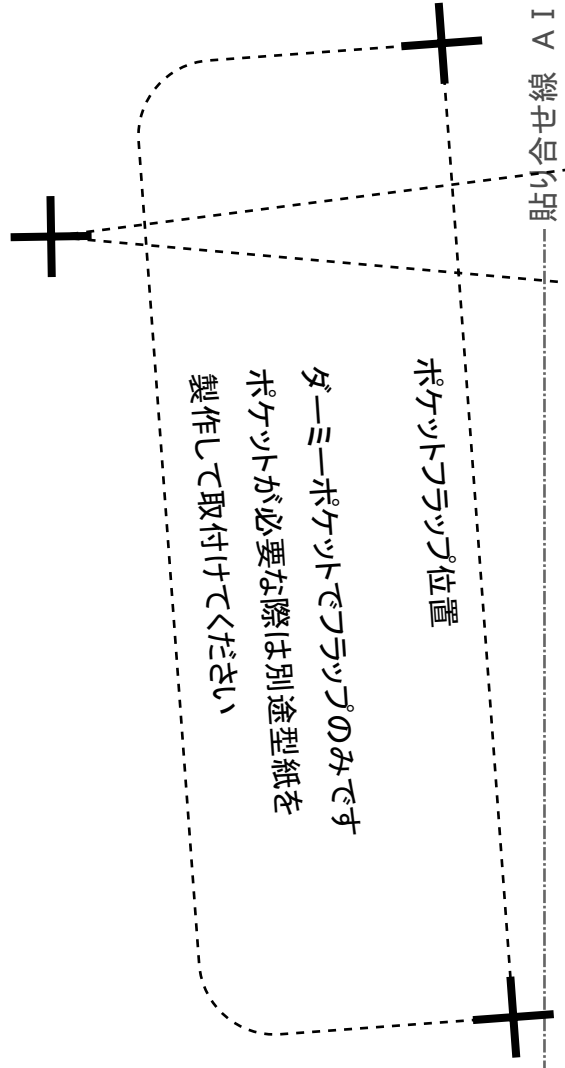 貼り合せ線 AI
ポケットフラップ位置
ダーミーポケットでフラップのみです
ポケットが必要な際は別途型紙を
製作して取付けてください